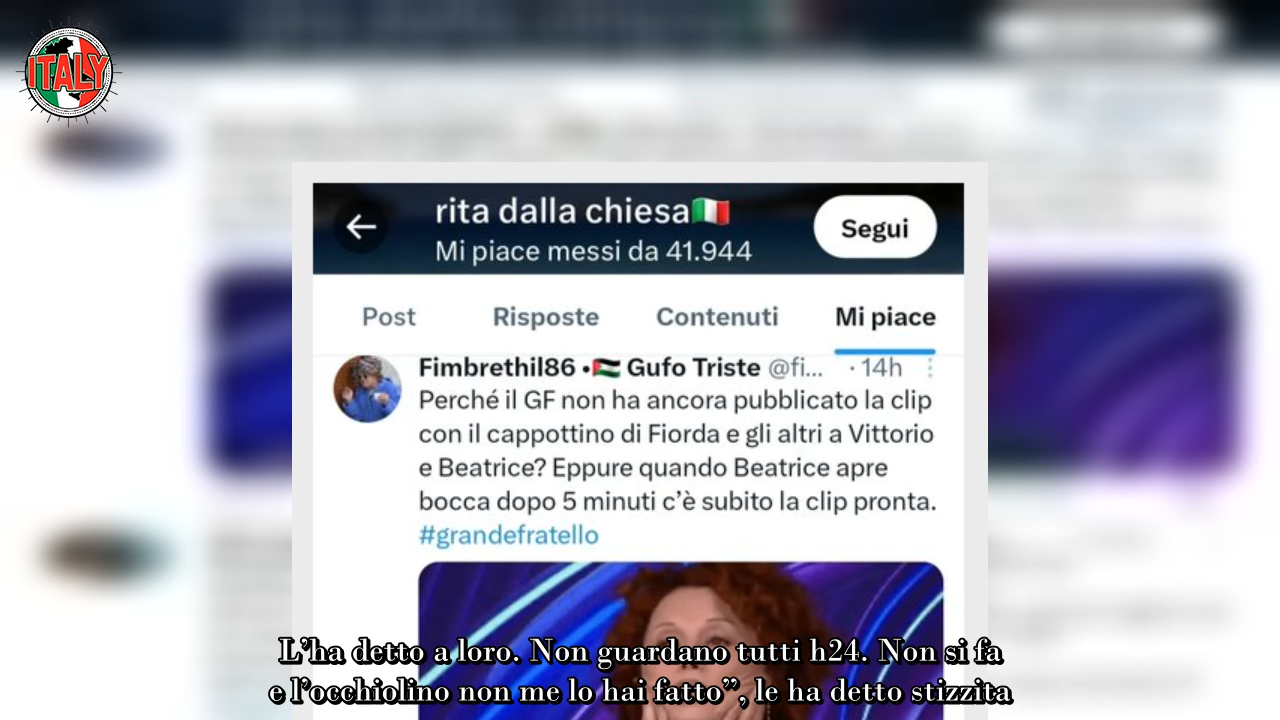 ITALY
rita dalla chiesa🇮🇹
Mi piace messi da 41.944
Segui
Post Risposte Contenuti Mi piace
Fimbrethil86 •🇵🇸 Gufo Triste @fi... · 14h
Perché il GF non ha ancora pubblicato la clip
con il cappottino di Fiorda e gli altri a Vittorio
e Beatrice? Eppure quando Beatrice apre
bocca dopo 5 minuti c’è subito la clip pronta.
#grandefratello
L’ha detto a loro. Non guardano tutti h24. Non si fa
e l’occhiolino non me lo hai fatto”, le ha detto stizzita